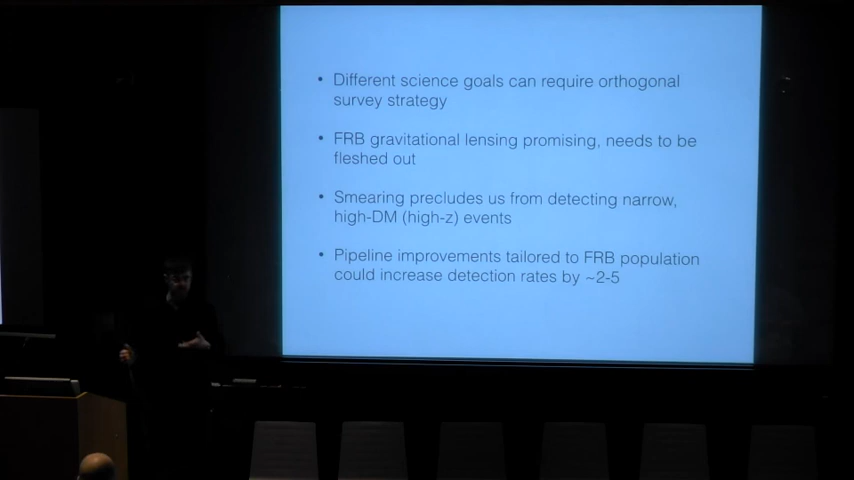 • Different science goals can require orthogonal
survey strategy
• FRB gravitational lensing promising, needs to be
fleshed out
• Smearing precludes us from detecting narrow,
high-DM (high-z) events
• Pipeline improvements tailored to FRB population
could increase detection rates by ~2-5